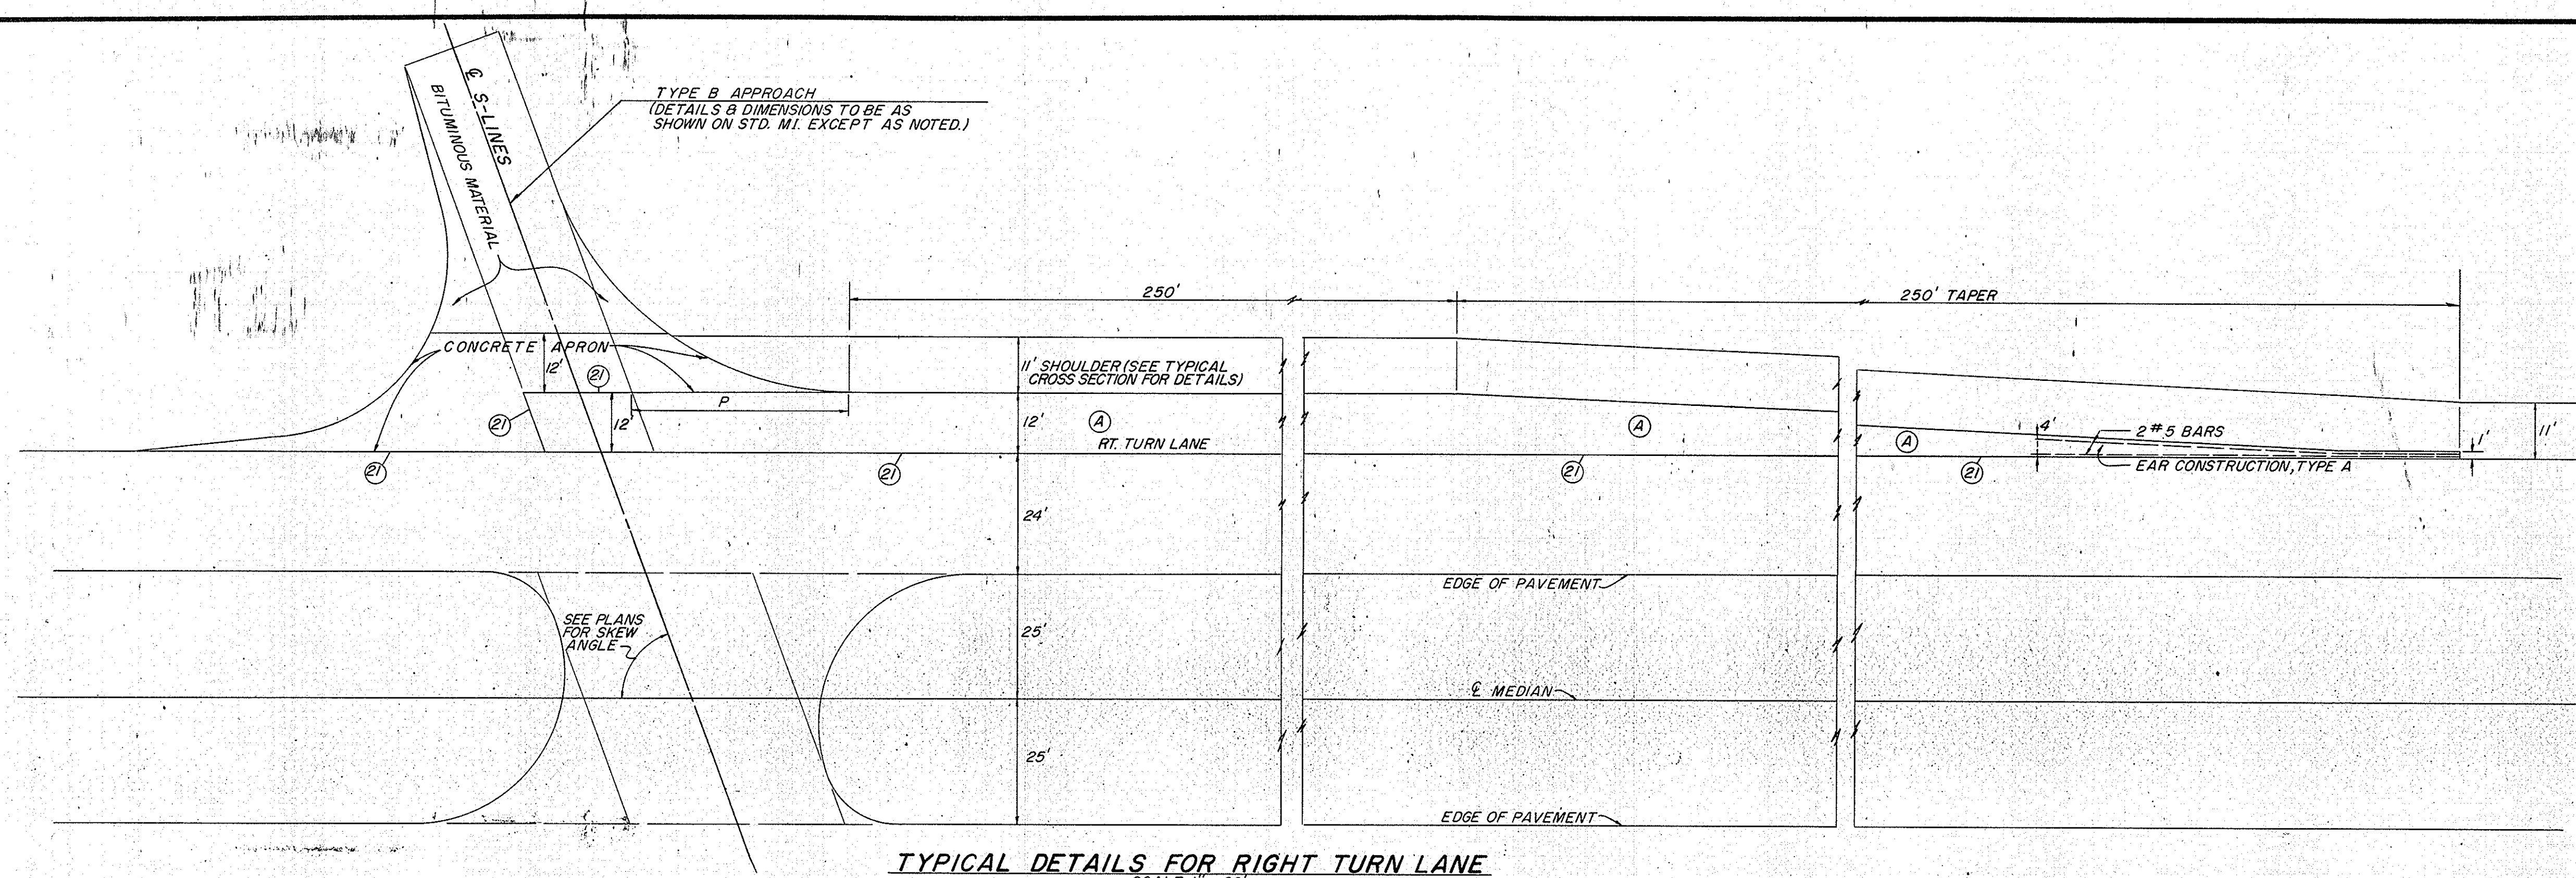 ℄ S-LINES
BITUMINOUS MATERIAL
TYPE B APPROACH
(DETAILS & DIMENSIONS TO BE AS
SHOWN ON STD. MI. EXCEPT AS NOTED.)
250'
250' TAPER
CONCRETE APRON
12'
21
11' SHOULDER (SEE TYPICAL
CROSS SECTION FOR DETAILS)
P
21
12'
12'
A
RT. TURN LANE
A
A
4'
2 #5 BARS
1'
11'
EAR CONSTRUCTION, TYPE A
21
21
21
21
24'
EDGE OF PAVEMENT
SEE PLANS
FOR SKEW
ANGLE
25'
℄ MEDIAN
25'
EDGE OF PAVEMENT
TYPICAL DETAILS FOR RIGHT TURN LANE